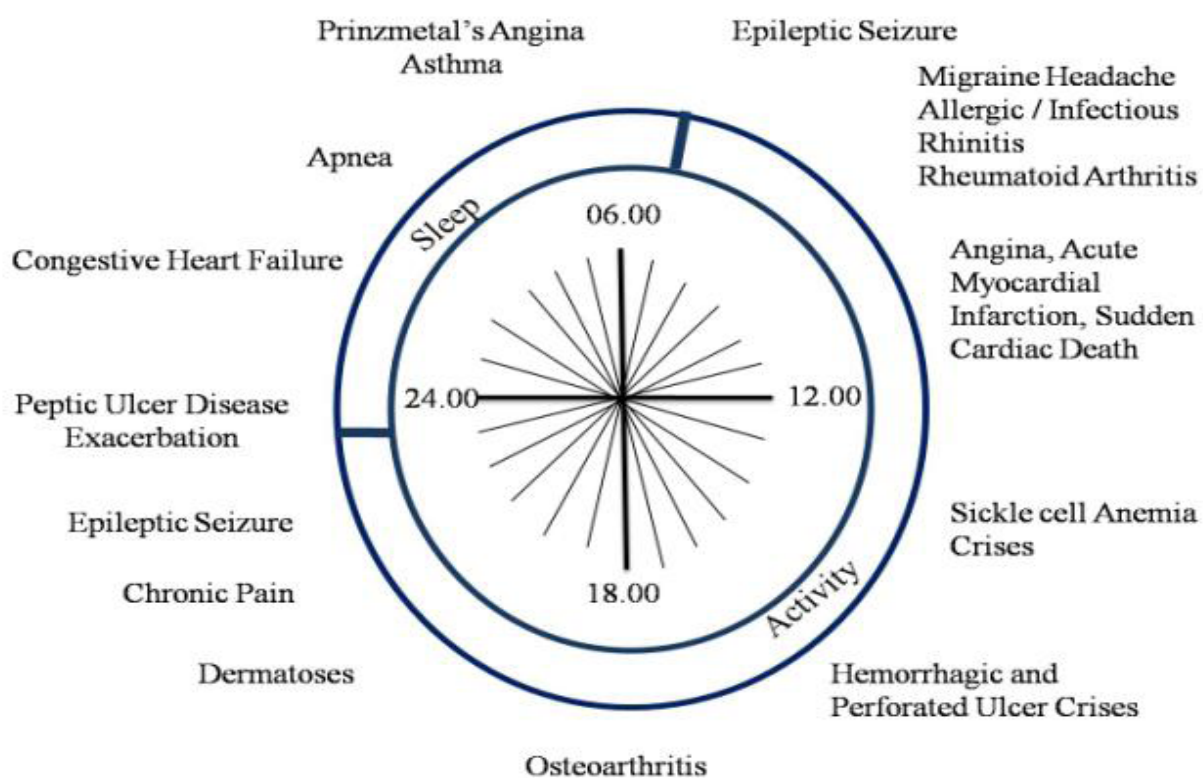 Prinzmetal's Angina
Asthma
Epileptic Seizure
Migraine Headache
Allergic / Infectious
Rhinitis
Rheumatoid Arthritis
Apnea
Sleep
06.00
Congestive Heart Failure
Angina, Acute
Myocardial
Infarction, Sudden
Cardiac Death
24.00
12.00
Peptic Ulcer Disease
Exacerbation
Epileptic Seizure
Sickle cell Anemia
Crises
Chronic Pain
18.00
Activity
Dermatoses
Hemorrhagic and
Perforated Ulcer Crises
Osteoarthritis